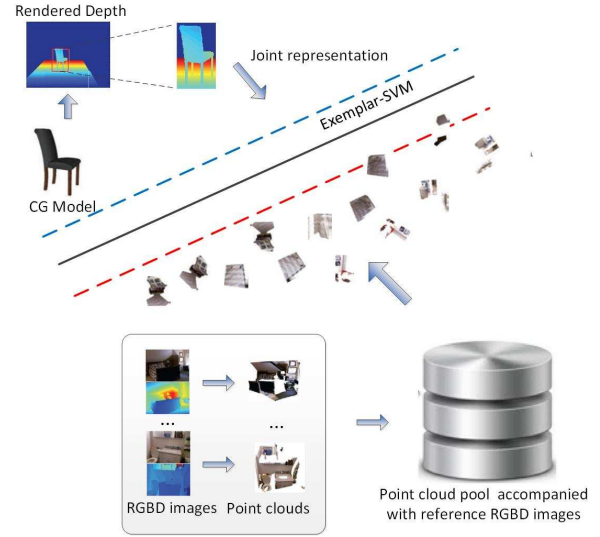 Rendered Depth
Joint representation
Exemplar-SVM
CG Model
...
...
RGBD images
Point clouds
Point cloud pool accompanied
with reference RGBD images